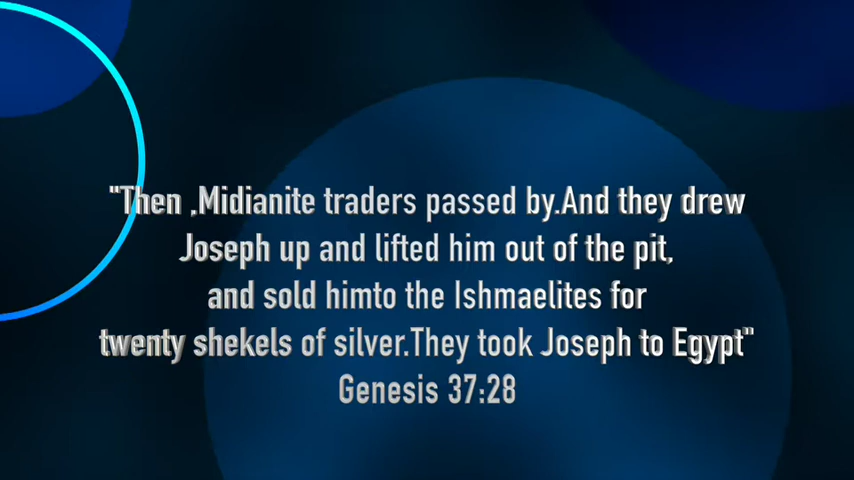 "Then ,Midianite traders passed by.And they drew
Joseph up and lifted him out of the pit,
and sold himto the Ishmaelites for
twenty shekels of silver.They took Joseph to Egypt"
Genesis 37:28